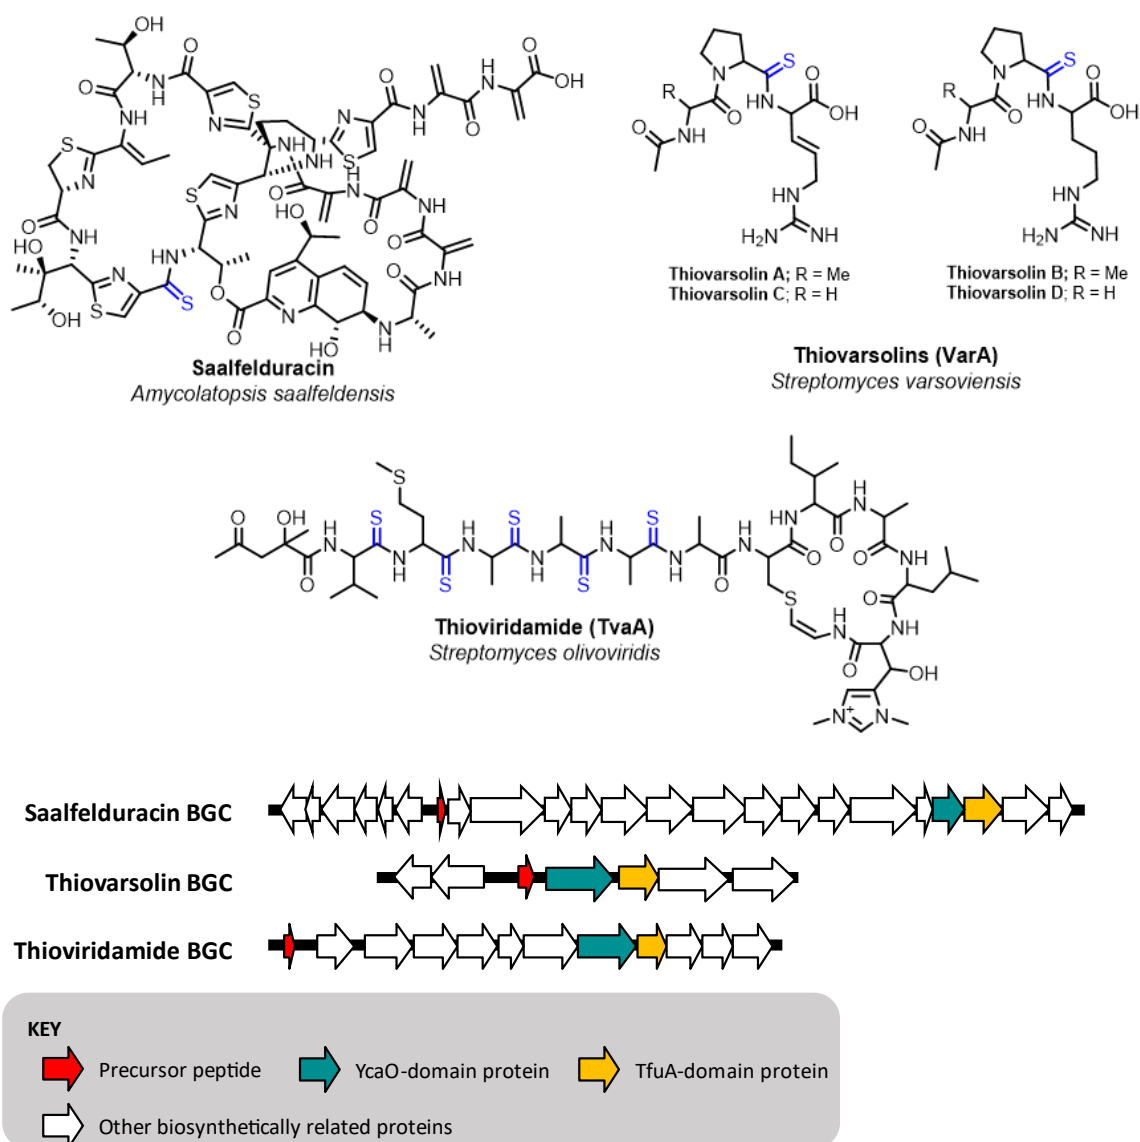 Saalfelduracin
Amycolatopsis saalfeldensis
Thiovarsolin A; R = Me
Thiovarsolin C; R = H
Thiovarsolin B; R = Me
Thiovarsolin D; R = H
Thiovarsolins (VarA)
Streptomyces varsoviensis
Thioviridamide (TvaA)
Streptomyces olivoviridis
Saalfelduracin BGC
Thiovarsolin BGC
Thioviridamide BGC
KEY
Precursor peptide
YcaO-domain protein
TfuA-domain protein
Other biosynthetically related proteins